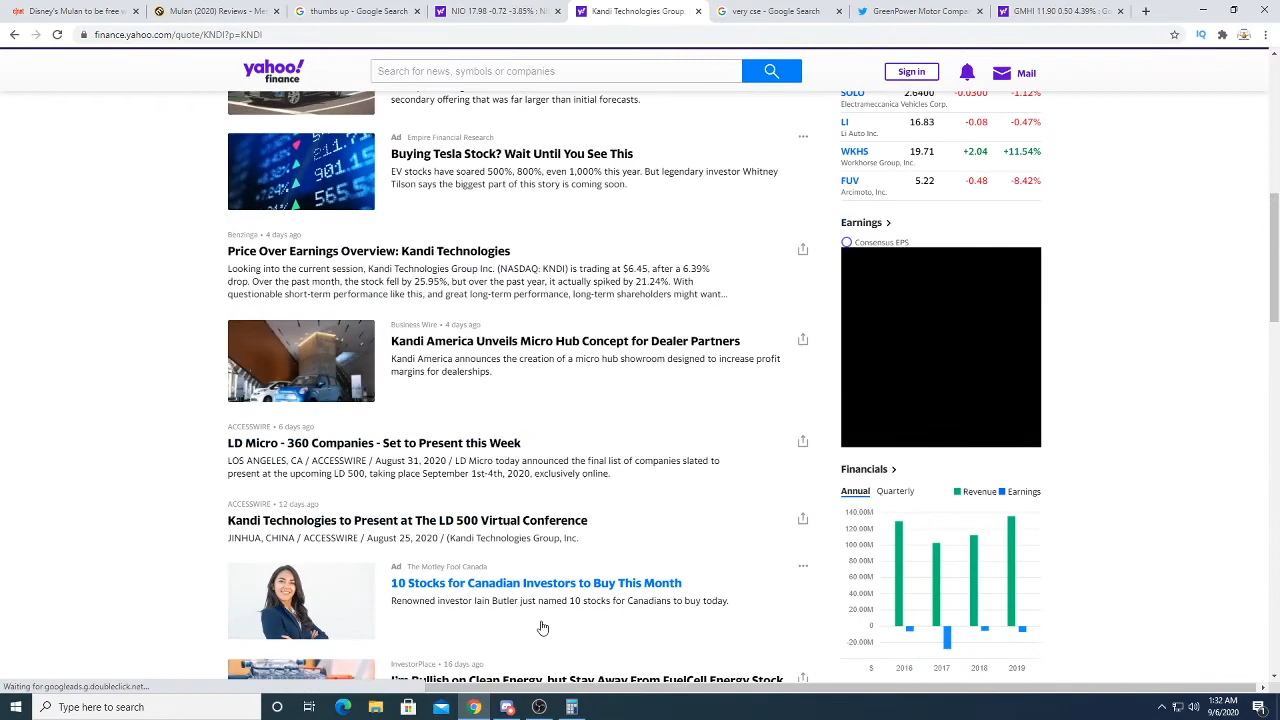 Disney's Mulan to be free w
Mulan (2020) Reviews - Me
thumbs up - Google Search
NIO 17.98 -0.72 -3.85% : NI
Kandi Technologies Group
very cse - Google Search
GreenPower Motor Compan
GMHI 11.90 0.50 4.39% : Go
finance.yahoo.com/quote/KNDI?p=KNDI
IQ
yahoo!
finance
Search for news, symbols or companies
Sign in
Mail
secondary offering that was far larger than initial forecasts.
Ad Empire Financial Research
Buying Tesla Stock? Wait Until You See This
EV stocks have soared 500%, 800%, even 1,000% this year. But legendary investor Whitney
Tilson says the biggest part of this story is coming soon.
Benzinga • 4 days ago
Price Over Earnings Overview: Kandi Technologies
Looking into the current session, Kandi Technologies Group Inc. (NASDAQ: KNDI) is trading at $6.45, after a 6.39%
drop. Over the past month, the stock fell by 25.95%, but over the past year, it actually spiked by 21.24%. With
questionable short-term performance like this, and great long-term performance, long-term shareholders might want...
Business Wire • 4 days ago
Kandi America Unveils Micro Hub Concept for Dealer Partners
Kandi America announces the creation of a micro hub showroom designed to increase profit
margins for dealerships.
ACCESSWIRE • 6 days ago
LD Micro - 360 Companies - Set to Present this Week
LOS ANGELES, CA / ACCESSWIRE / August 31, 2020 / LD Micro today announced the final list of companies slated to
present at the upcoming LD 500, taking place September 1st-4th, 2020, exclusively online.
ACCESSWIRE • 12 days ago
Kandi Technologies to Present at The LD 500 Virtual Conference
JINHUA, CHINA / ACCESSWIRE / August 25, 2020 / (Kandi Technologies Group, Inc.
Ad The Motley Fool Canada
10 Stocks for Canadian Investors to Buy This Month
Renowned investor Iain Butler just named 10 stocks for Canadians to buy today.
InvestorPlace • 16 days ago
I'm Bullish on Clean Energy, but Stay Away From FuelCell Energy Stock
SOLO 2.6400 -0.0300 -1.12%
Electrameccanica Vehicles Corp.
LI 16.83 -0.08 -0.47%
Li Auto Inc.
WKHS 19.71 +2.04 +11.54%
Workhorse Group, Inc.
FUV 5.22 -0.48 -8.42%
Arcimoto, Inc.
Earnings
Consensus EPS
Financials
Annual Quarterly Revenue Earnings
140.00M
120.00M
100.00M
80.00M
60.00M
40.00M
20.00M
0
-20.00M
$ 2016 2017 2018 2019
Waiting for googleads.g.doubleclick.net...
Type here to search
1:32 AM
9/6/2020
1